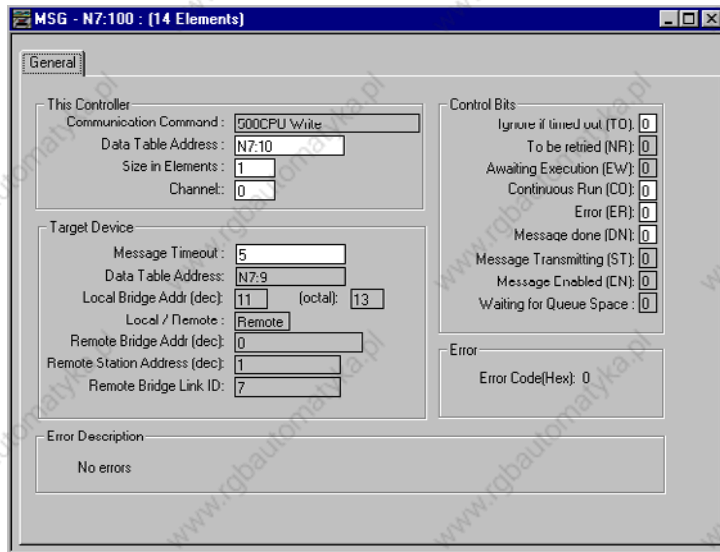 MSG - N7:100 : (14 Elements)
General
This Controller
Communication Command : 500CPU Write
Data Table Address : N7:10
Size in Elements : 1
Channel: 0
Target Device
Message Timeout : 5
Data Table Address: N7:9
Local Bridge Addr (dec): 11 (octal): 13
Local / Remote : Remote
Remote Bridge Addr (dec): 0
Remote Station Address (dec): 1
Remote Bridge Link ID: 7
Control Bits
Ignore if timed out (TO): 0
To be retried (NR): 0
Awaiting Execution (EW): 0
Continuous Run (CO): 0
Error (ER): 0
Message done (DN): 0
Message Transmitting (ST): 0
Message Enabled (EN): 0
Waiting for Queue Space : 0
Error
Error Code(Hex): 0
Error Description
No errors
www.rgbautomatyka.pl